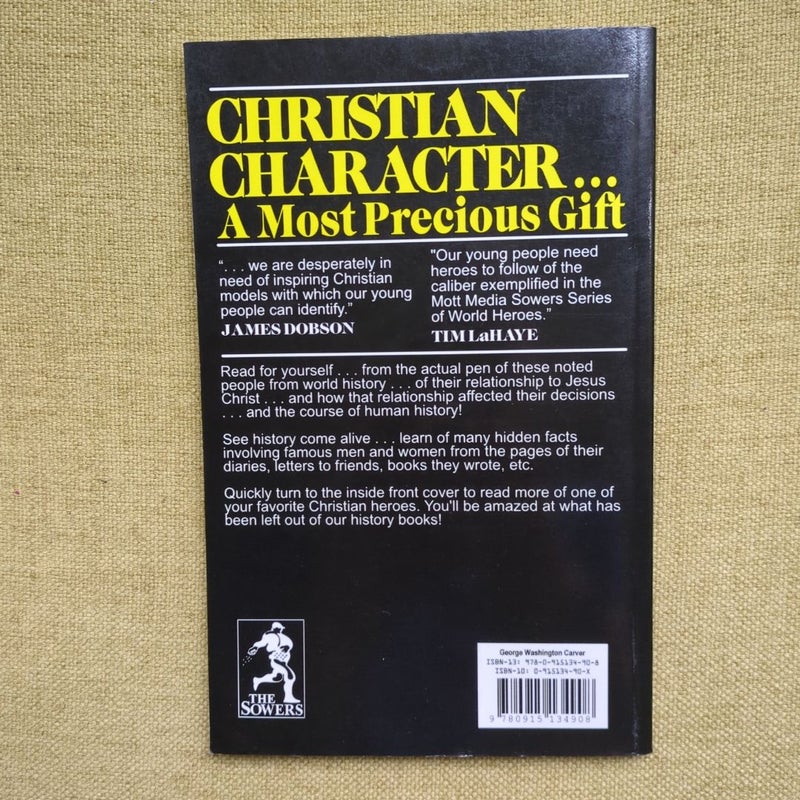 CHRISTIAN
CHARACTER...
A Most Precious Gift
“. . . we are desperately in
need of inspiring Christian
models with which our young
people can identify.”
JAMES DOBSON
"Our young people need
heroes to follow of the
caliber exemplified in the
Mott Media Sowers Series
of World Heroes.”
TIM LaHAYE
Read for yourself . . . from the actual pen of these noted
people from world history . . . of their relationship to Jesus
Christ . . . and how that relationship affected their decisions
. . . and the course of human history!
See history come alive . . . learn of many hidden facts
involving famous men and women from the pages of their
diaries, letters to friends, books they wrote, etc.
Quickly turn to the inside front cover to read more of one of
your favorite Christian heroes. You'll be amazed at what has
been left out of our history books!
THE
SOWERS
George Washington Carver
ISBN-13: 978-0-915134-90-8
ISBN-10: 0-915134-90-X
9 780915 134908